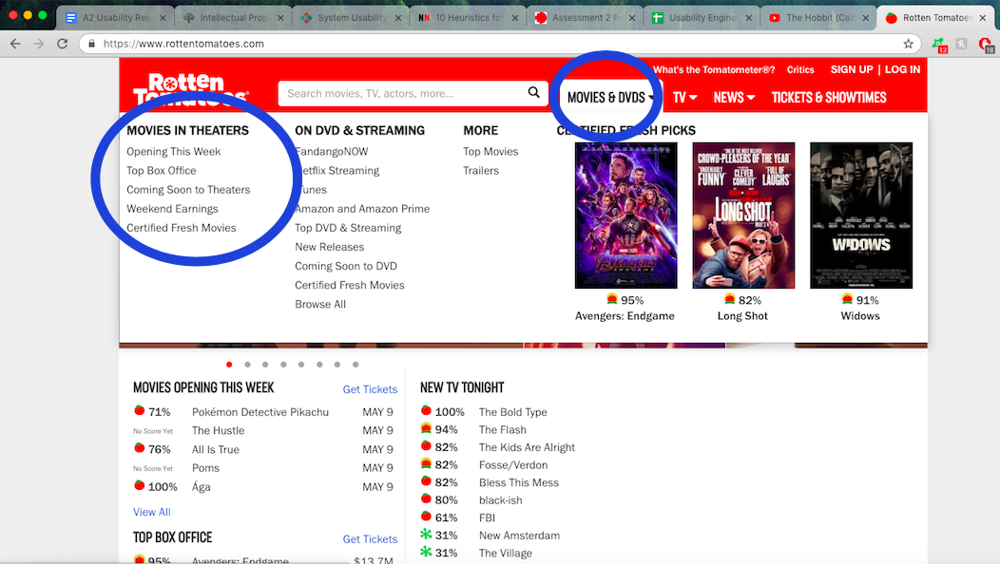 A2 Usability Rep
Intellectual Prop
System Usability
NN 10 Heuristics for
Assessment 2 P
Usability Engine
The Hobbit (Cal
Rotten Tomatoes
https://www.rottentomatoes.com
13
18
What's the Tomatometer®? Critics SIGN UP | LOG IN
Rotten
Tomatoes
Search movies, TV, actors, more...
MOVIES & DVDS TV NEWS TICKETS & SHOWTIMES
MOVIES IN THEATERS
Opening This Week
Top Box Office
Coming Soon to Theaters
Weekend Earnings
Certified Fresh Movies
ON DVD & STREAMING
FandangoNOW
Netflix Streaming
iTunes
Amazon and Amazon Prime
Top DVD & Streaming
New Releases
Coming Soon to DVD
Certified Fresh Movies
Browse All
MORE
Top Movies
Trailers
CERTIFIED FRESH PICKS
AVENGERS
ENDGAME
95%
Avengers: Endgame
"ONE OF THE MOST BELOVED
CROWD-PLEASERS OF THE YEAR"
"UNDENIABLY FUNNY"
"CLEVER COMEDY"
"FULL OF LAUGHS"
LONG SHOT
MAY 3
82%
Long Shot
WIDOWS
91%
Widows
MOVIES OPENING THIS WEEK Get Tickets
71% Pokémon Detective Pikachu MAY 9
No Score Yet The Hustle MAY 9
76% All Is True MAY 9
No Score Yet Poms MAY 9
100% Ága MAY 9
View All
TOP BOX OFFICE Get Tickets
95% Avengers: Endgame $13.7M
NEW TV TONIGHT
100% The Bold Type
94% The Flash
82% The Kids Are Alright
82% Fosse/Verdon
82% Bless This Mess
80% black-ish
61% FBI
31% New Amsterdam
31% The Village